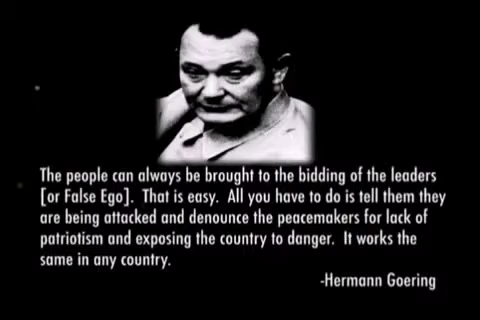 The people can always be brought to the bidding of the leaders
[or False Ego].  That is easy.  All you have to do is tell them they
are being attacked and denounce the peacemakers for lack of
patriotism and exposing the country to danger.  It works the
same in any country.
-Hermann Goering